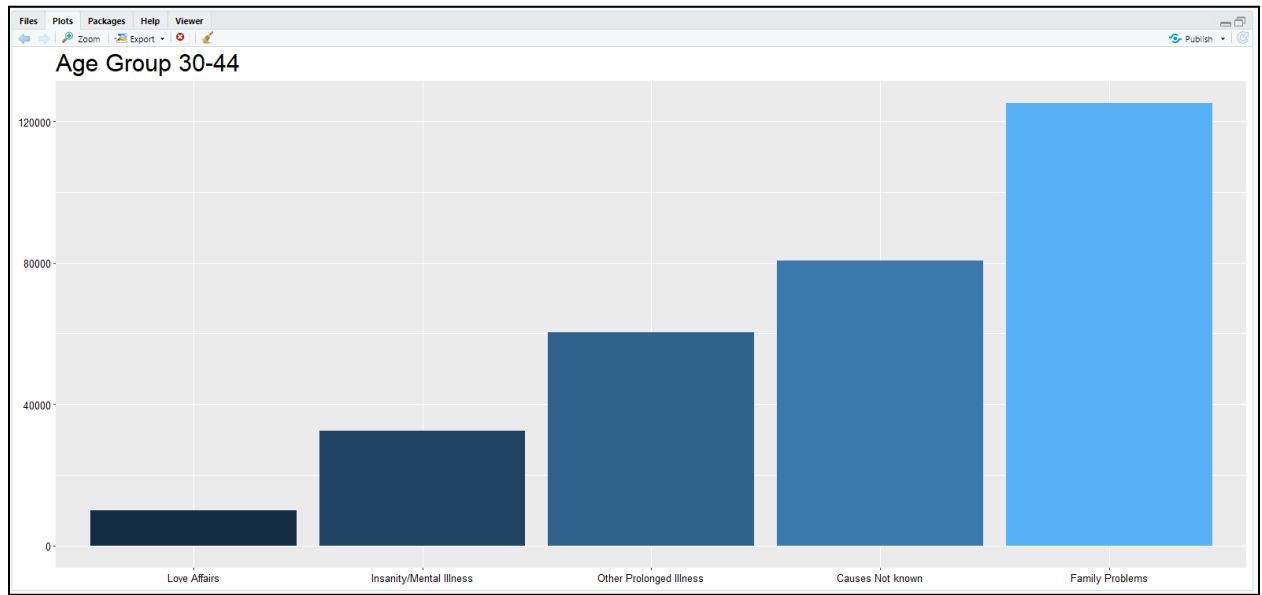 Files Plots Packages Help Viewer
Zoom Export Publish
Age Group 30-44
120000
80000
40000
0
Love Affairs Insanity/Mental Illness Other Prolonged Illness Causes Not known Family Problems